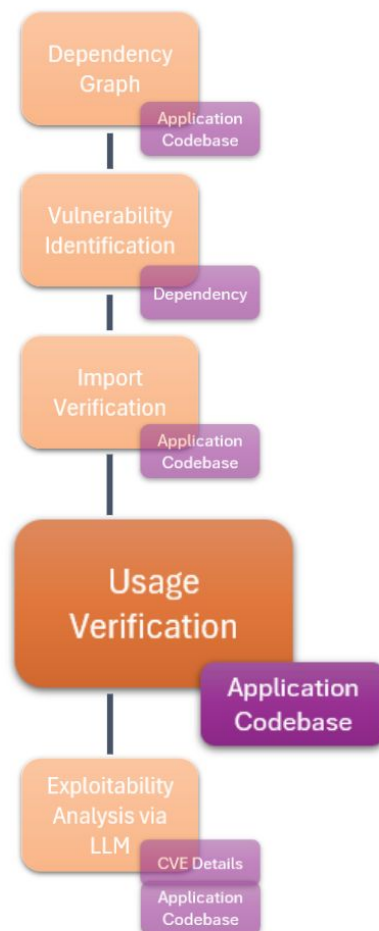 Dependency
Graph
Application
Codebase
Vulnerability
Identification
Dependency
Import
Verification
Application
Codebase
Usage
Verification
Application
Codebase
Exploitability
Analysis via
LLM
CVE Details
Application
Codebase